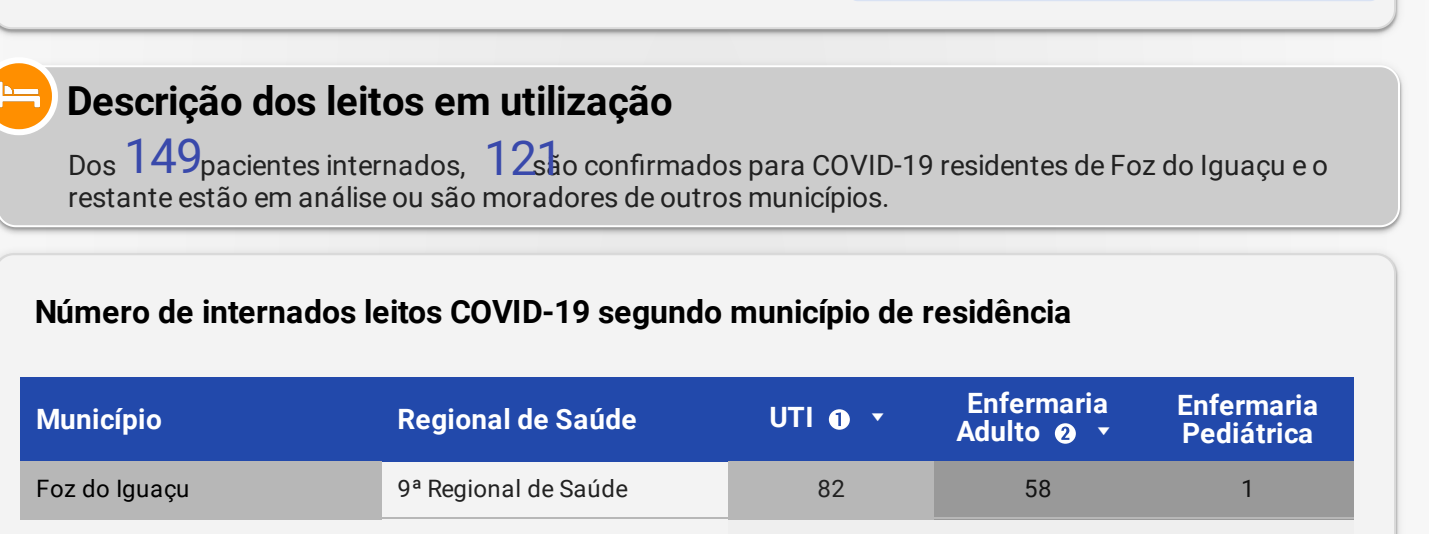 Descrição dos leitos em utilização
Dos 149 pacientes internados, 121 são confirmados para COVID-19 residentes de Foz do Iguaçu e o
restante estão em análise ou são moradores de outros municípios.
Número de internados leitos COVID-19 segundo município de residência
Município Regional de Saúde UTI 1 Enfermaria Adulto 2 Enfermaria Pediátrica
Foz do Iguaçu 9ª Regional de Saúde 82 58 1